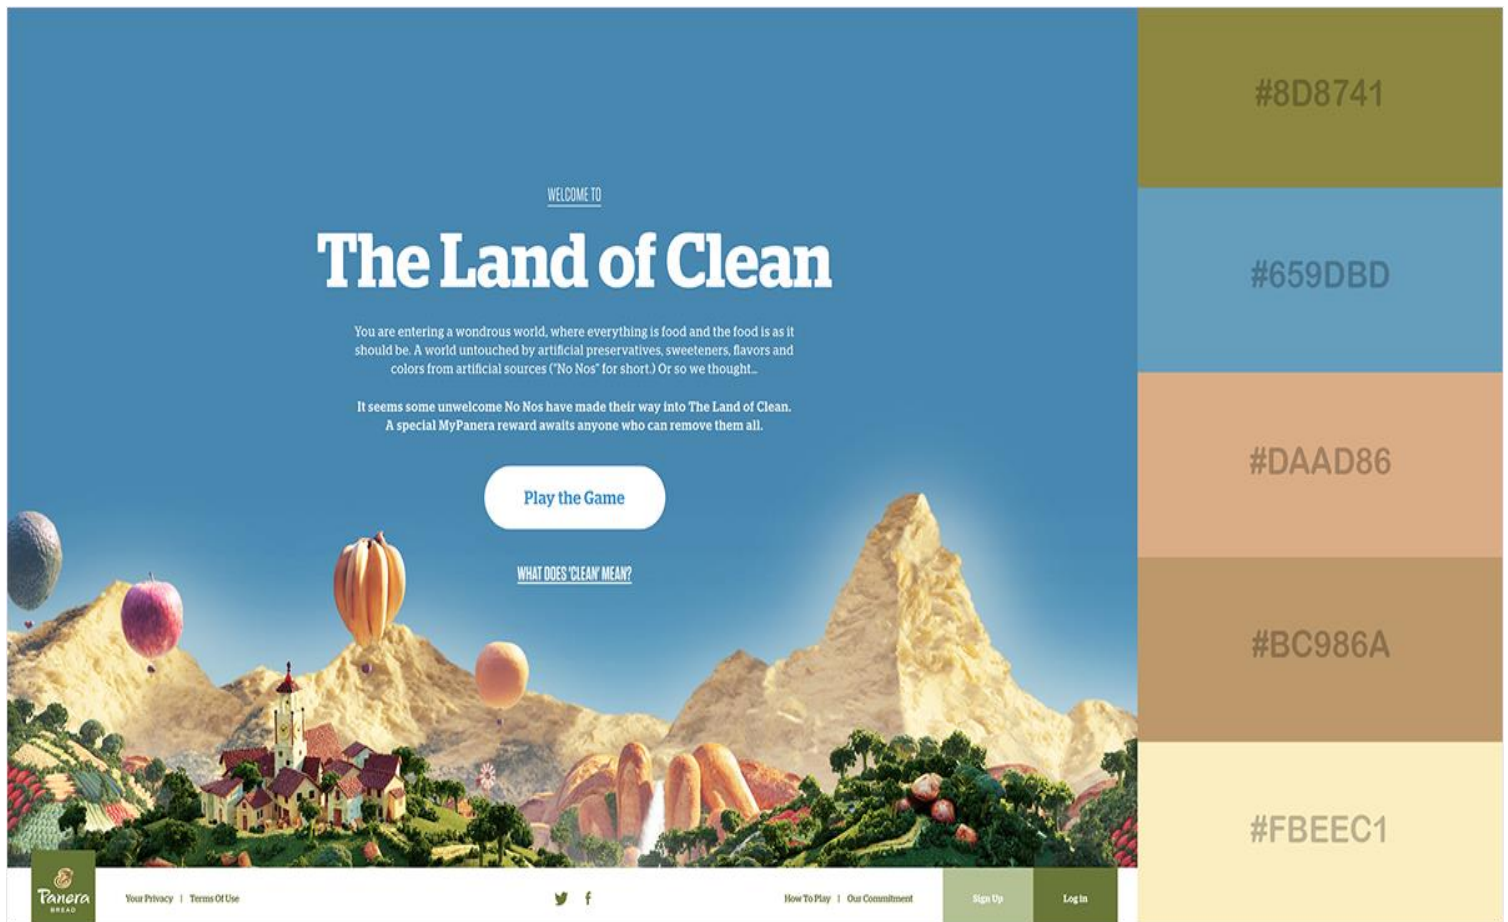 WELCOME TO
The Land of Clean
You are entering a wondrous world, where everything is food and the food is as it
should be. A world untouched by artificial preservatives, sweeteners, flavors and
colors from artificial sources ("No Nos" for short.) Or so we thought...
It seems some unwelcome No Nos have made their way into The Land of Clean.
A special MyPanera reward awaits anyone who can remove them all.
Play the Game
WHAT DOES 'CLEAN' MEAN?
Panera
BREAD
Your Privacy | Terms Of Use
How To Play | Our Commitment
Sign Up
Log in
#8D8741
#659DBD
#DAAD86
#BC986A
#FBEEC1